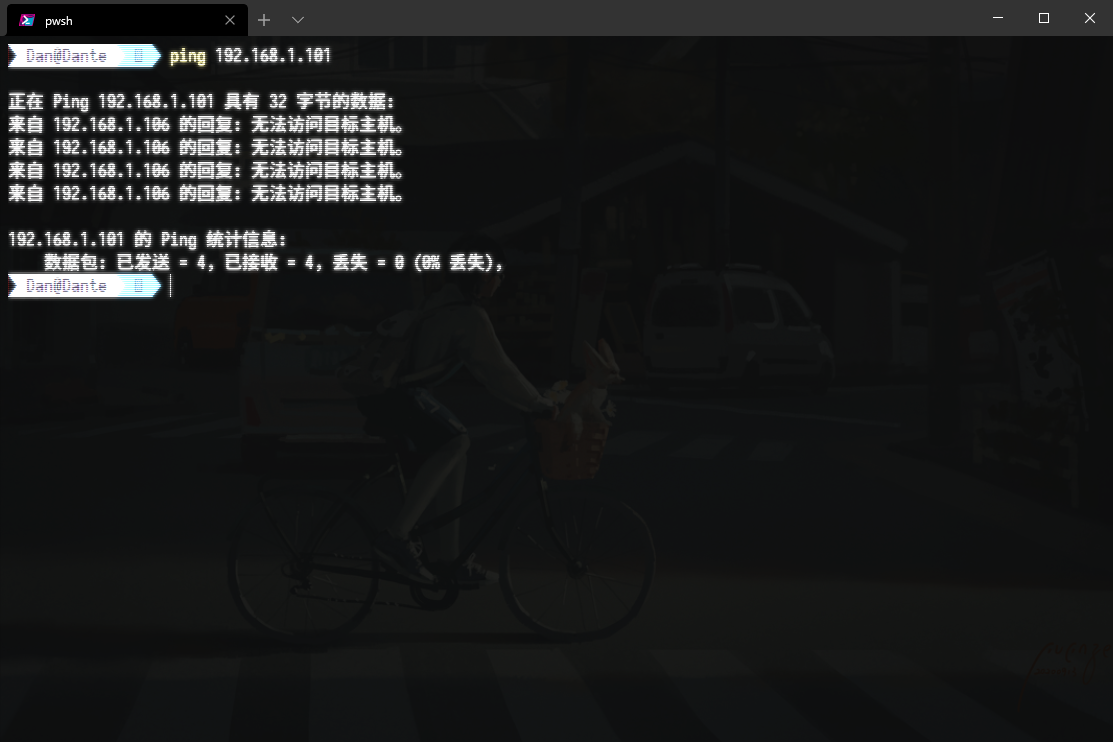 pwsh
Dan@Dante ping 192.168.1.101
正在 Ping 192.168.1.101 具有 32 字节的数据:
来自 192.168.1.106 的回复: 无法访问目标主机。
来自 192.168.1.106 的回复: 无法访问目标主机。
来自 192.168.1.106 的回复: 无法访问目标主机。
来自 192.168.1.106 的回复: 无法访问目标主机。
192.168.1.101 的 Ping 统计信息:
数据包: 已发送 = 4, 已接收 = 4, 丢失 = 0 (0% 丢失),
Dan@Dante